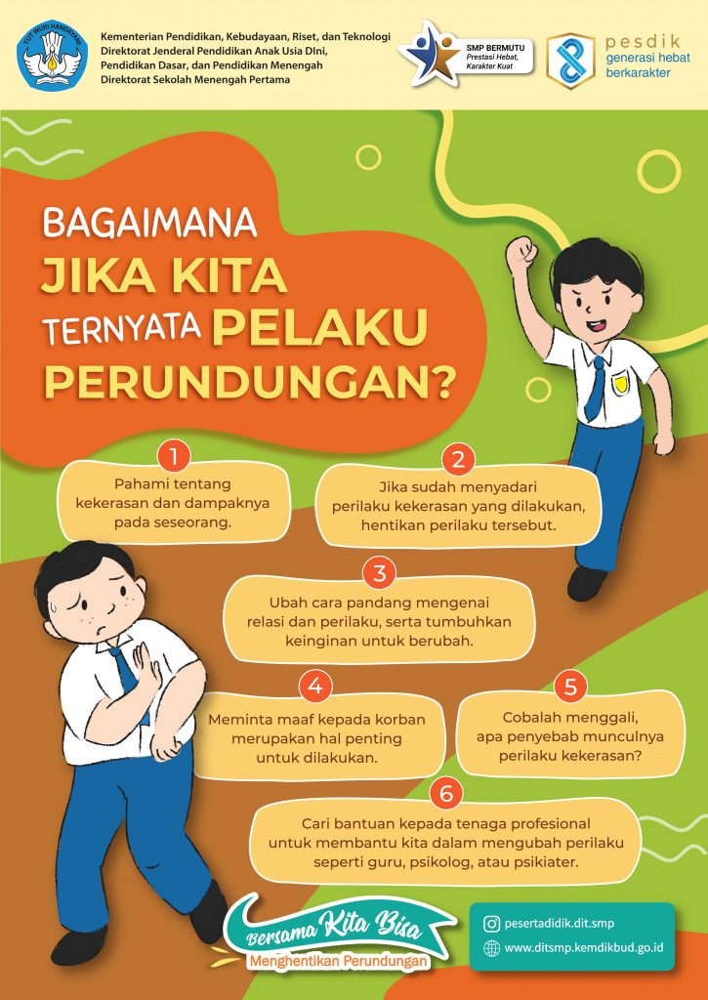 TUT WURI HANDAYANI
Kementerian Pendidikan, Kebudayaan, Riset, dan Teknologi
Direktorat Jenderal Pendidikan Anak Usia DIni,
Pendidikan Dasar, dan Pendidikan Menengah
Direktorat Sekolah Menengah Pertama
SMP BERMUTU
Prestasi Hebat,
Karakter Kuat
pesdik
generasi hebat
berkarakter
BAGAIMANA
JIKA KITA
TERNYATA PELAKU
PERUNDUNGAN?
1
Pahami tentang
kekerasan dan dampaknya
pada seseorang.
2
Jika sudah menyadari
perilaku kekerasan yang dilakukan,
hentikan perilaku tersebut.
3
Ubah cara pandang mengenai
relasi dan perilaku, serta tumbuhkan
keinginan untuk berubah.
4
Meminta maaf kepada korban
merupakan hal penting
untuk dilakukan.
5
Cobalah menggali,
apa penyebab munculnya
perilaku kekerasan?
6
Cari bantuan kepada tenaga profesional
untuk membantu kita dalam mengubah perilaku
seperti guru, psikolog, atau psikiater.
Bersama Kita Bisa
Menghentikan Perundungan
pesertadidik.dit.smp
www.ditsmp.kemdikbud.go.id